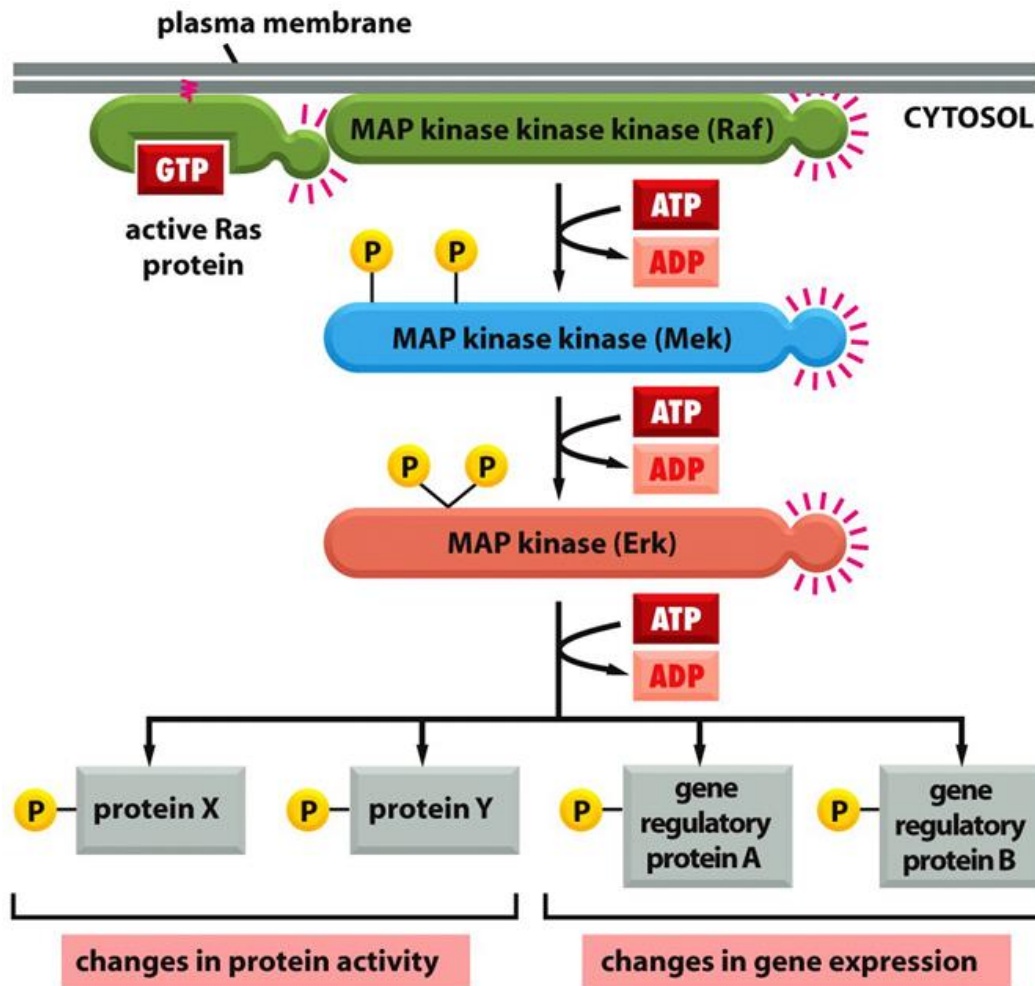 plasma membrane
CYTOSOL
MAP kinase kinase kinase (Raf)
GTP
active Ras
protein
ATP
ADP
P
P
MAP kinase kinase (Mek)
ATP
ADP
P
P
MAP kinase (Erk)
ATP
ADP
P
protein X
P
protein Y
P
gene
regulatory
protein A
P
gene
regulatory
protein B
changes in protein activity
changes in gene expression